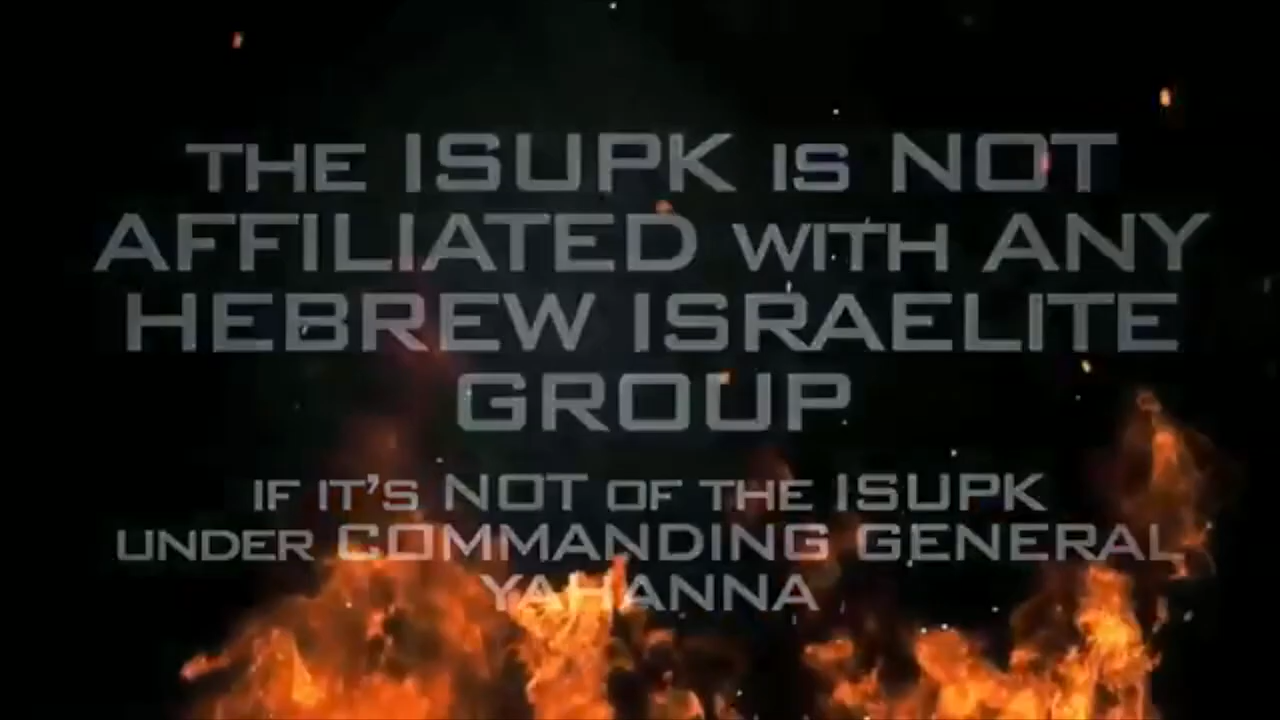 THE ISUPK IS NOT
AFFILIATED WITH ANY
HEBREW ISRAELITE
GROUP
IF IT'S NOT OF THE ISUPK
UNDER COMMANDING GENERAL
YAHANNA